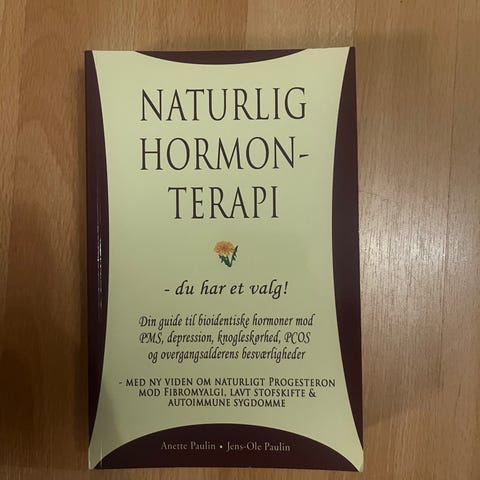 NATURLIG
HORMON-
TERAPI
- du har et valg!
Din guide til bioidentiske hormoner mod
PMS, depression, knogleskørhed, PCOS
og overgangsalderens besværligheder
- MED NY VIDEN OM NATURLIGT PROGESTERON
MOD FIBROMYALGI, LAVT STOFSKIFTE &
AUTOIMMUNE SYGDOMME
Anette Paulin • Jens-Ole Paulin